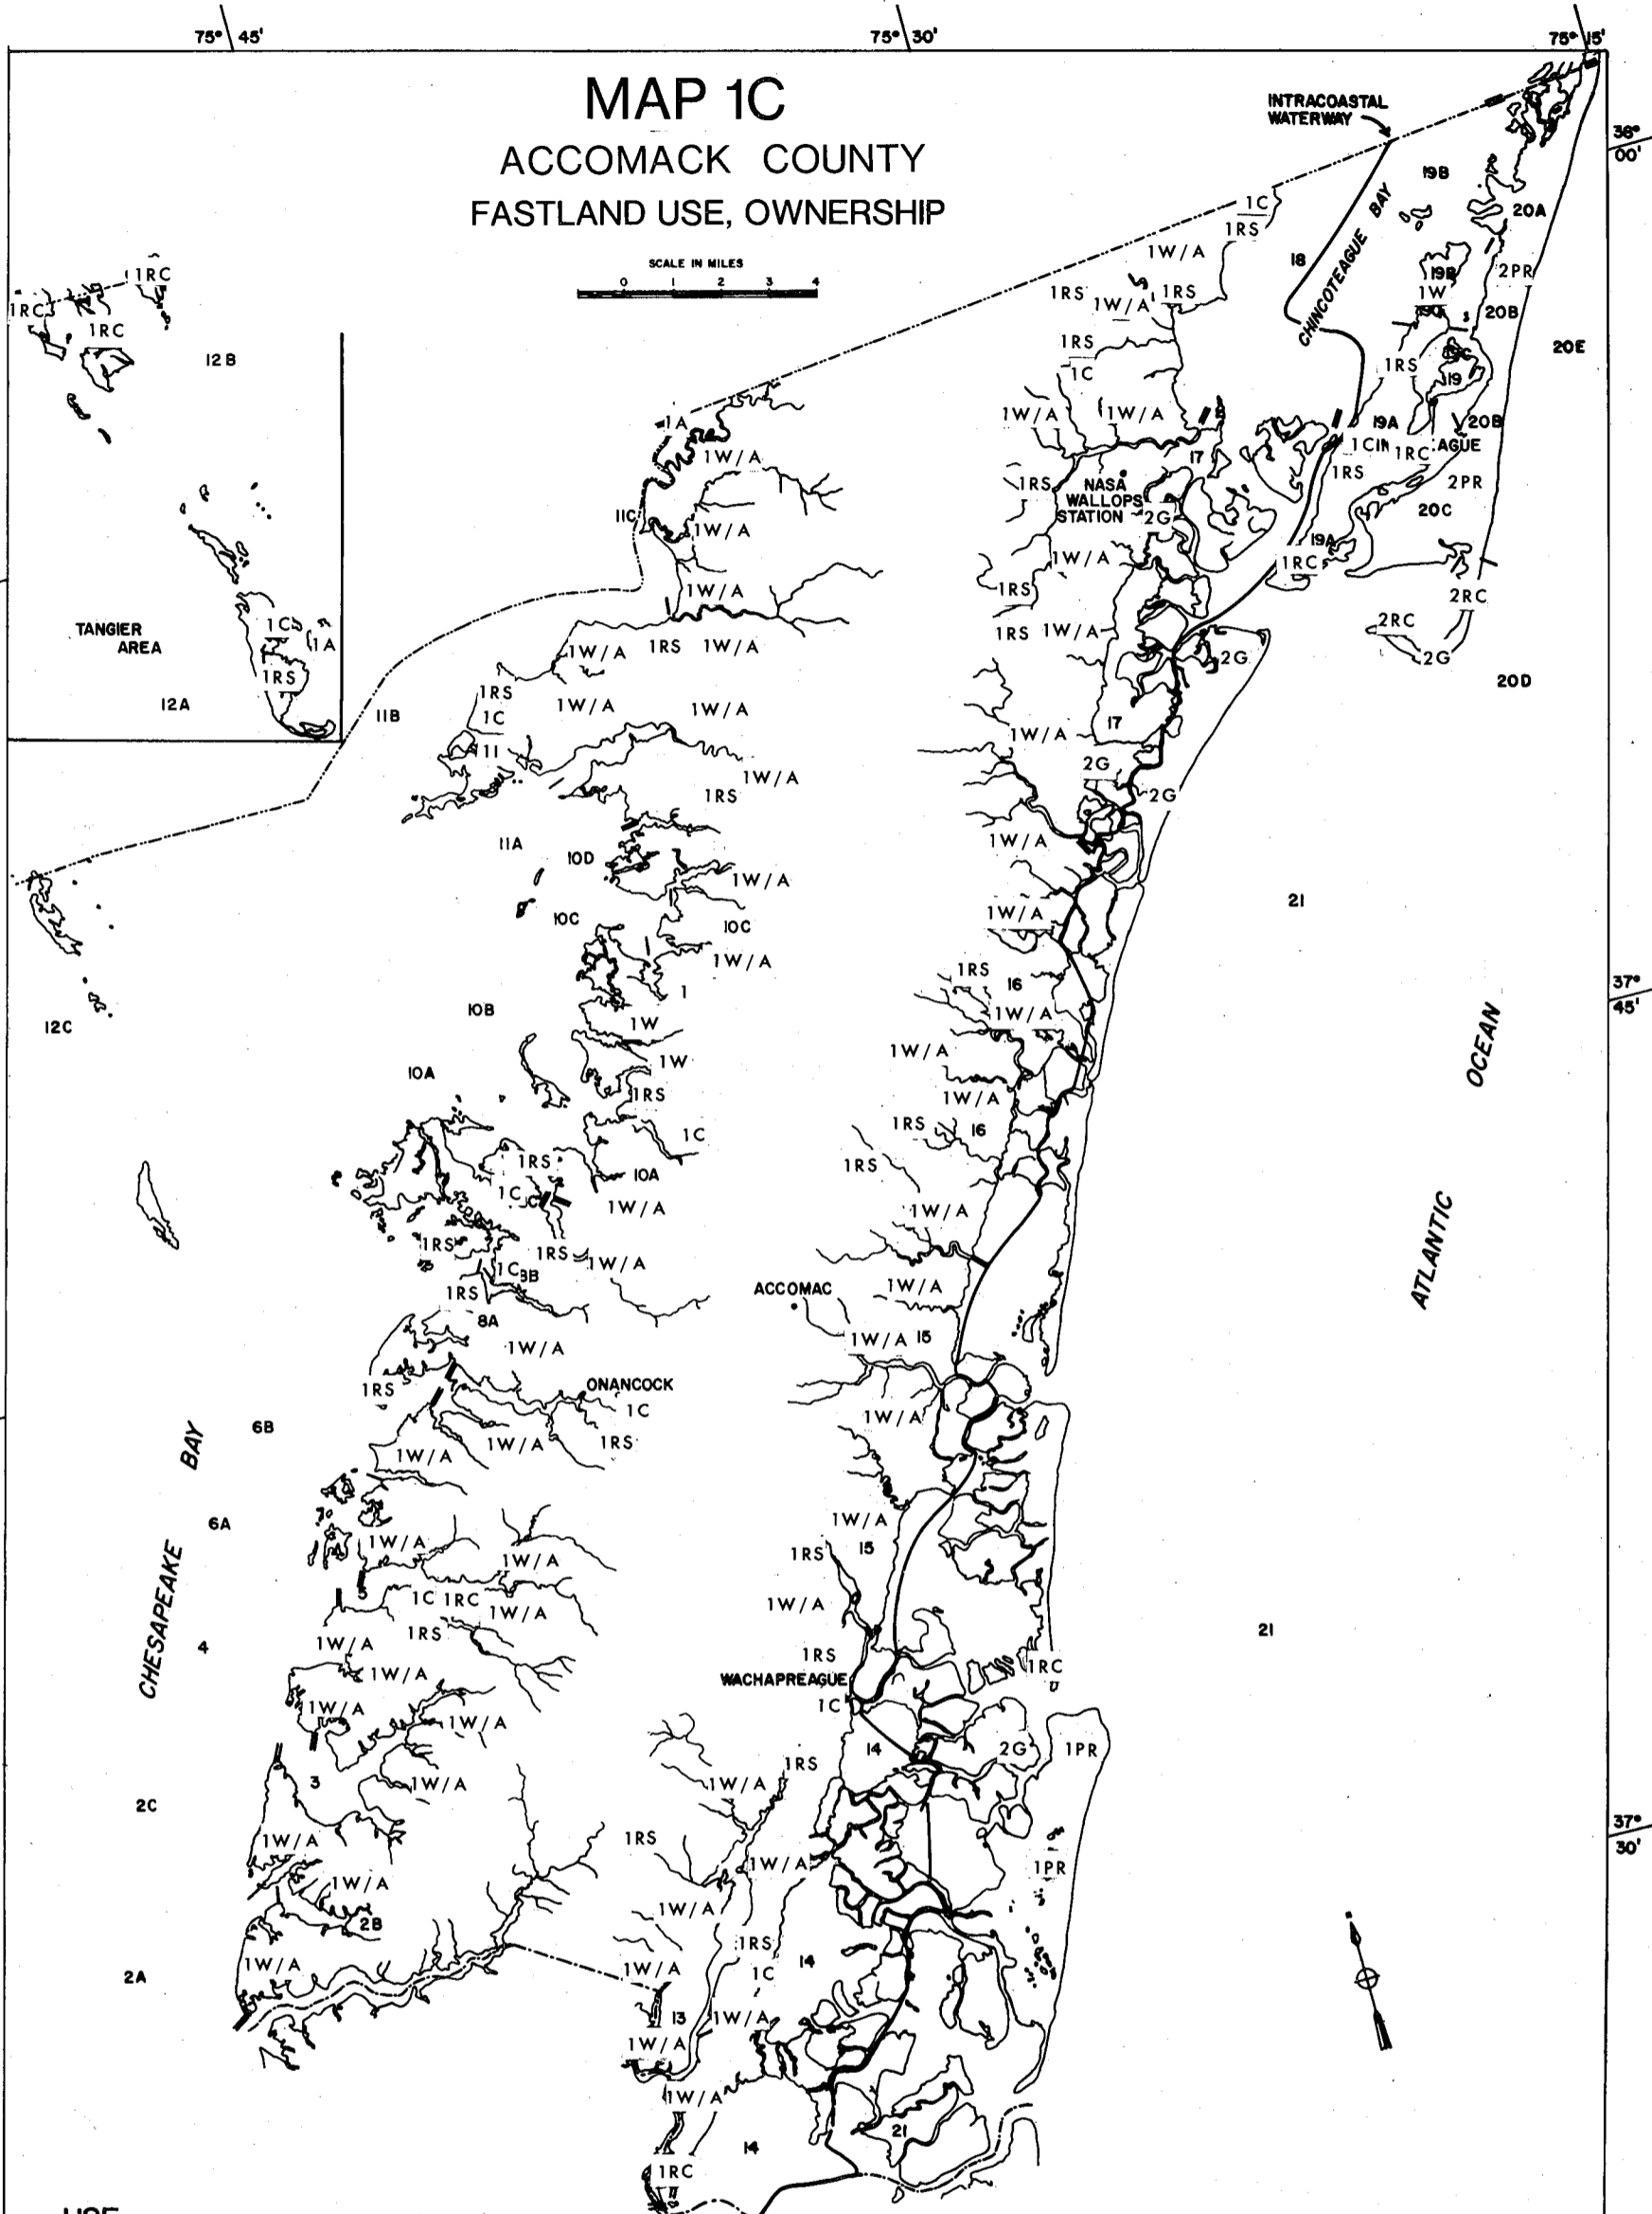 75° 45'
75° 30'
75° 15'
MAP 1C
ACCOMACK COUNTY
FASTLAND USE, OWNERSHIP
SCALE IN MILES
0 1 2 3 4
INTRACOASTAL
WATERWAY
36°
00'
19B
1C
1RS
20A
CHINCOTEAGUE BAY
1W/A
18
1RC
19B
2PR
1RS
1W/A
1RS
1W
1RC
20B
1RC
1RS
20E
12B
1RS
1C
19
1W/A
1W/A
19A
20B
1A
1RC
AGUE
1W/A
17
1RS
1RS
NASA
WALLOPS
STATION
2G
2PR
20C
11C
1W/A
19A
1W/A
1RC
1W/A
1RS
2RC
TANGIER
AREA
1C
1A
1RS
1W/A
2RC
1W/A
1RS
1W/A
2G
2G
1RS
20D
12A
11B
1RS
1C
1W/A
1W/A
17
11
1W/A
2G
1W/A
1RS
2G
11A
10D
1W/A
1W/A
21
10C
10C
1W/A
1W/A
1RS
16
1
37°
45'
10B
12C
1W
1W/A
1W
1W/A
10A
1RS
1W/A
OCEAN
1C
1RS
16
1RS
10A
1RS
1C
1W/A
1W/A
ATLANTIC
1RS
1RS
1W/A
1C
BB
1RS
ACCOMAC
1W/A
8A
1W/A
1W/A 15
1RS
ONANCOCK
1C
1W/A
6B
1RS
1W/A
1W/A
BAY
6A
1W/A
1W/A
1W/A
15
1RS
5
1C
1RC
1W/A
1W/A
CHESAPEAKE
4
1W/A
1RS
21
1W/A
1RS
1RC
WACHAPREAGUE
1C
1W/A
1W/A
14
2G
1PR
3
1W/A
1W/A
1RS
2C
1W/A
1RS
1W/A
1PR
37°
30'
1W/A
1W/A
2B
1W/A
1RS
14
2A
1W/A
1C
13
1W/A
1W/A
1W/A
21
14
1RC